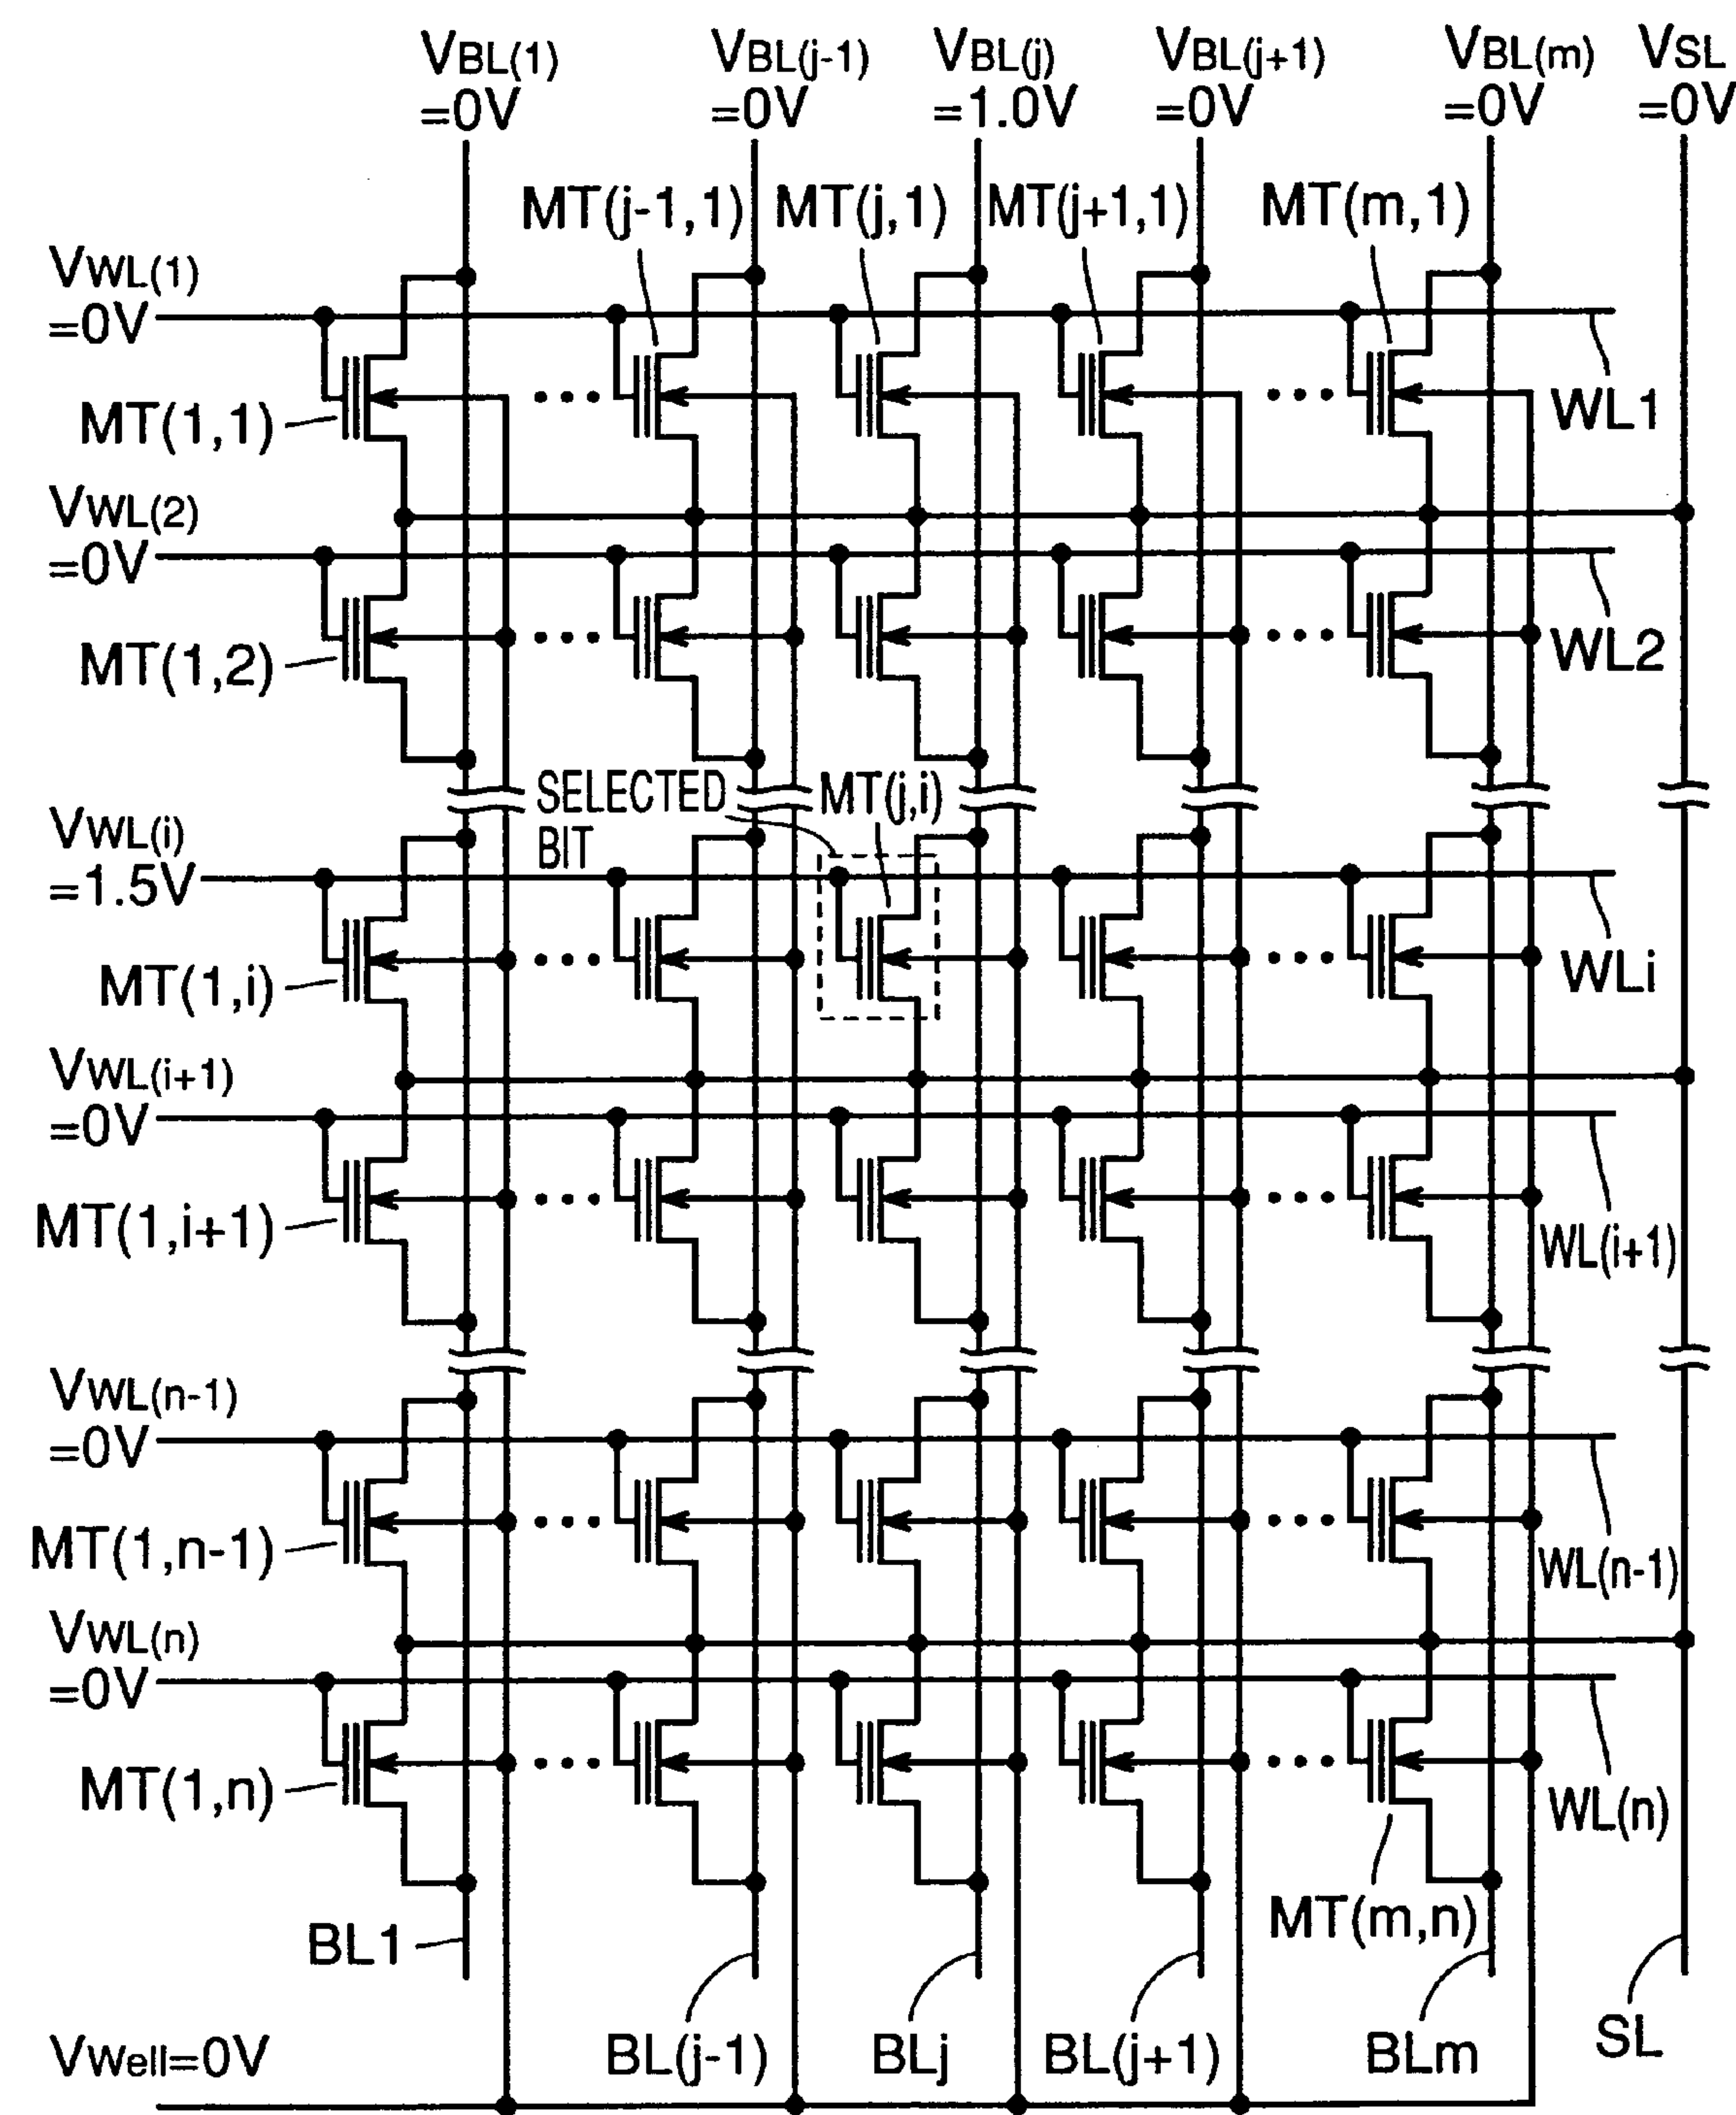 VBL(1)
=0V
VBL(j-1)
=0V
VBL(j)
=1.0V
VBL(j+1)
=0V
VBL(m)
=0V
VSL
=0V
MT(j-1,1)
MT(j,1)
MT(j+1,1)
MT(m,1)
VWL(1)
=0V
MT(1,1)
WL1
VWL(2)
=0V
MT(1,2)
WL2
SELECTED
BIT
MT(j,i)
VWL(i)
=1.5V
MT(1,i)
WLi
VWL(i+1)
=0V
MT(1,i+1)
WL(i+1)
VWL(n-1)
=0V
MT(1,n-1)
WL(n-1)
VWL(n)
=0V
MT(1,n)
WL(n)
MT(m,n)
BL1
BL(j-1)
BLj
BL(j+1)
BLm
SL
VWell=0V